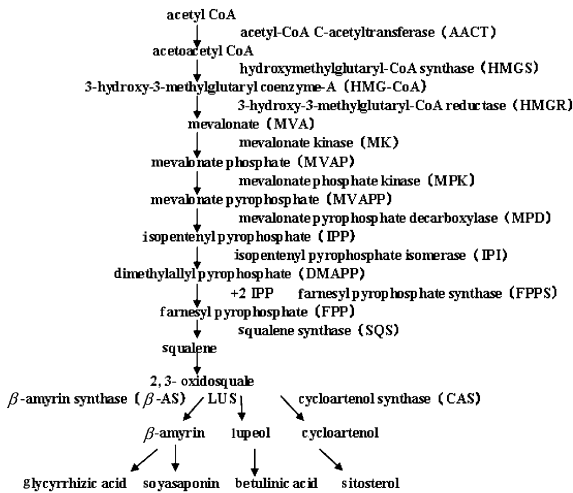 acetyl CoA
acetyl-CoA C-acetyltransferase (AACT)
acetoacetyl CoA
hydroxymethylglutaryl-CoA synthase (HMGS)
3-hydroxy-3-methylglutaryl coenzyme-A (HMG-CoA)
3-hydroxy-3-methylglutaryl-CoA reductase (HMGR)
mevalonate (MVA)
mevalonate kinase (MK)
mevalonate phosphate (MVAP)
mevalonate phosphate kinase (MPK)
mevalonate pyrophosphate (MVAPP)
mevalonate pyrophosphate decarboxylase (MPD)
isopentenyl pyrophosphate (IPP)
isopentenyl pyrophosphate isomerase (IPI)
dimethylallyl pyrophosphate (DMAPP)
+2 IPP farnesyl pyrophosphate synthase (FPPS)
farnesyl pyrophosphate (FPP)
squalene synthase (SQS)
squalene
2,3- oxidosquale
β-amyrin synthase (β-AS) LUS cycloartenol synthase (CAS)
β-amyrin lupeol cycloartenol
glycyrrhizic acid soyasaponin betulinic acid sitosterol